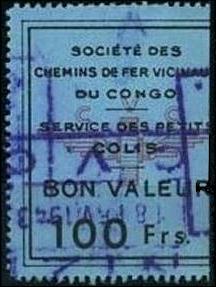 SOCIÉTÉ DES
CHEMINS DE FER VICINAUX
DU CONGO
SERVICE DES PETITS
COLIS
BON VALEUR
100 Frs.